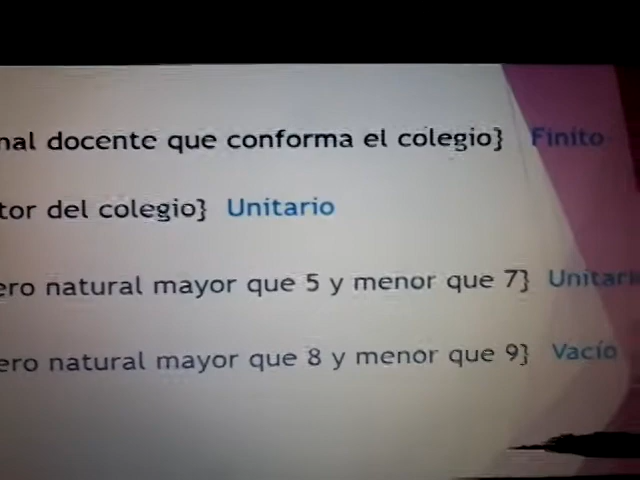 nal docente que conforma el colegio} Finito
tor del colegio} Unitario
ero natural mayor que 5 y menor que 7} Unitari
ero natural mayor que 8 y menor que 9} Vacío